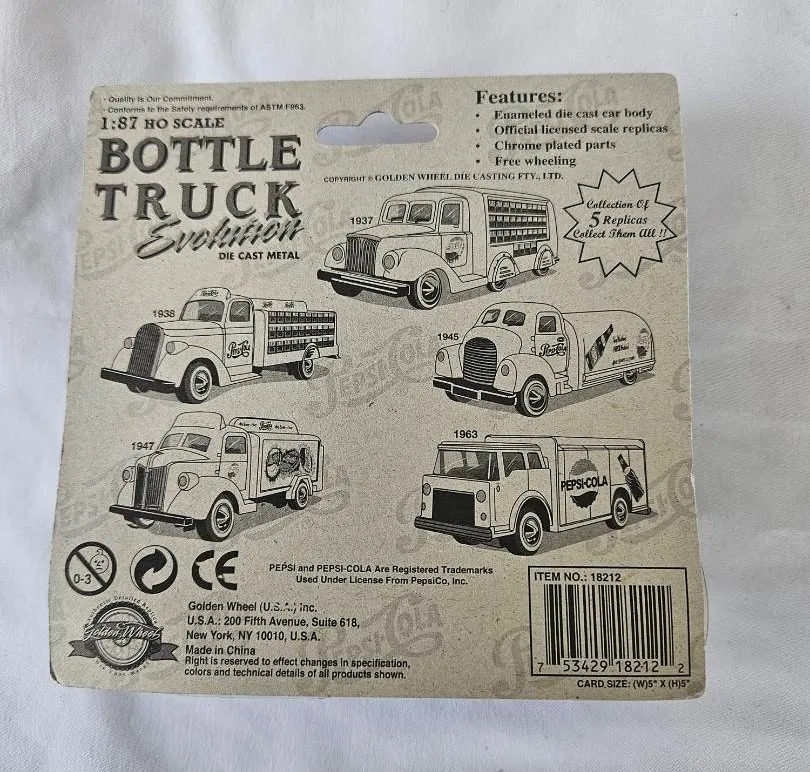 · Quality is Our Commitment.
· Conforms to the Safety requirements of ASTM F963.
1:87 HO SCALE
BOTTLE
TRUCK
Evolution
DIE CAST METAL
Features:
• Enameled die cast car body
• Official licensed scale replicas
• Chrome plated parts
• Free wheeling
COPYRIGHT © GOLDEN WHEEL DIE CASTING FTY., LTD.
Collection Of
5 Replicas
Collect Them All !!
1937
1938
PEPSI-COLA
1945
1947
1963
PEPSI-COLA
0-3
CE
PEPSI and PEPSI-COLA Are Registered Trademarks
Used Under License From PepsiCo, Inc.
Golden Wheel
Golden Wheel (U.S.A.) Inc.
U.S.A.: 200 Fifth Avenue, Suite 618,
New York, NY 10010, U.S.A.
Made in China
Right is reserved to effect changes in specification,
colors and technical details of all products shown.
ITEM NO.: 18212
7 53429 18212 2
CARD SIZE: (W)5" X (H)5"